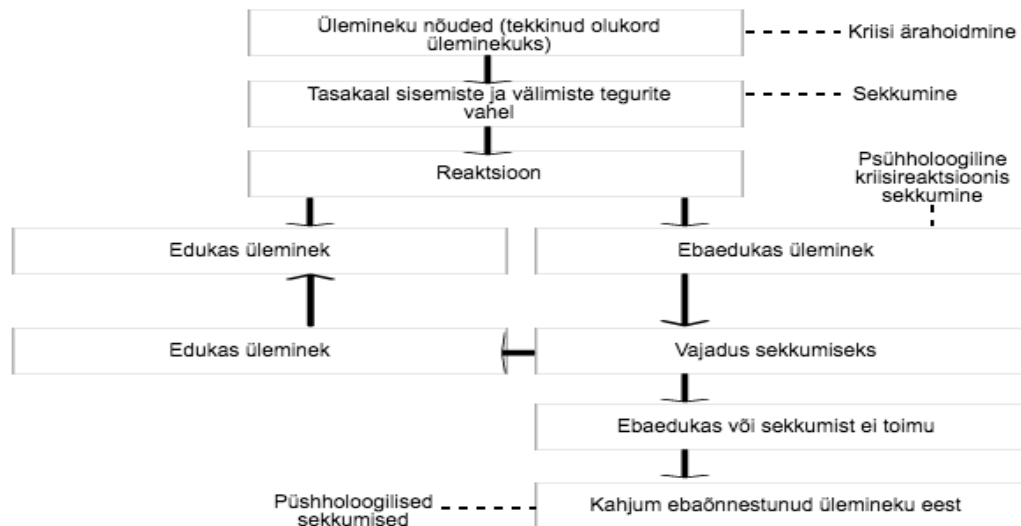 Ülemineku nõuded (tekkinud olukord
üleminekuks)
Kriisi ärahoidmine
Tasakaal sisemiste ja välimiste tegurite
vahel
Sekkumine
Reaktsioon
Psühholoogiline
kriisireaktsioonis
sekkumine
Edukas üleminek
Ebaedukas üleminek
Edukas üleminek
Vajadus sekkumiseks
Ebaedukas või sekkumist ei toimu
Püshholoogilised
sekkumised
Kahjum ebaõnnestunud ülemineku eest